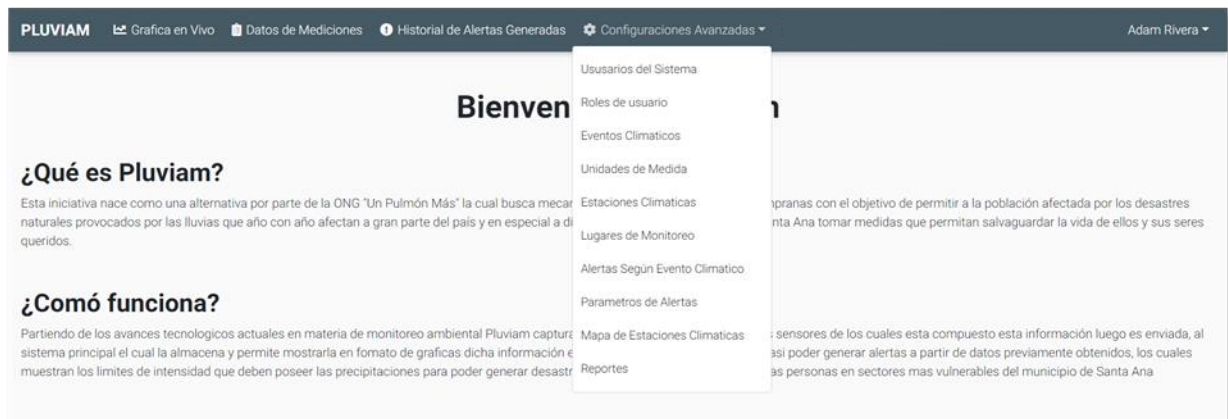 PLUVIAM Grafica en Vivo Datos de Mediciones Historial de Alertas Generadas Configuraciones Avanzadas Adam Rivera
Ususarios del Sistema
Roles de usuario
Eventos Climaticos
Unidades de Medida
Estaciones Climaticas
Lugares de Monitoreo
Alertas Según Evento Climatico
Parametros de Alertas
Mapa de Estaciones Climaticas
Reportes
Bienven
¿Qué es Pluviam?
Esta iniciativa nace como una alternativa por parte de la ONG "Un Pulmón Más" la cual busca mecar pranas con el objetivo de permitir a la población afectada por los desastres
naturales provocados por las lluvias que año con año afectan a gran parte del país y en especial a di nta Ana tomar medidas que permitan salvaguardar la vida de ellos y sus seres
queridos.
¿Comó funciona?
Partiendo de los avances tecnologicos actuales en materia de monitoreo ambiental Pluviam captura sensores de los cuales esta compuesto esta información luego es enviada, al
sistema principal el cual la almacena y permite mostrarla en fomato de graficas dicha información e asi poder generar alertas a partir de datos previamente obtenidos, los cuales
muestran los limites de intensidad que deben poseer las precipitaciones para poder generar desastr as personas en sectores mas vulnerables del municipio de Santa Ana